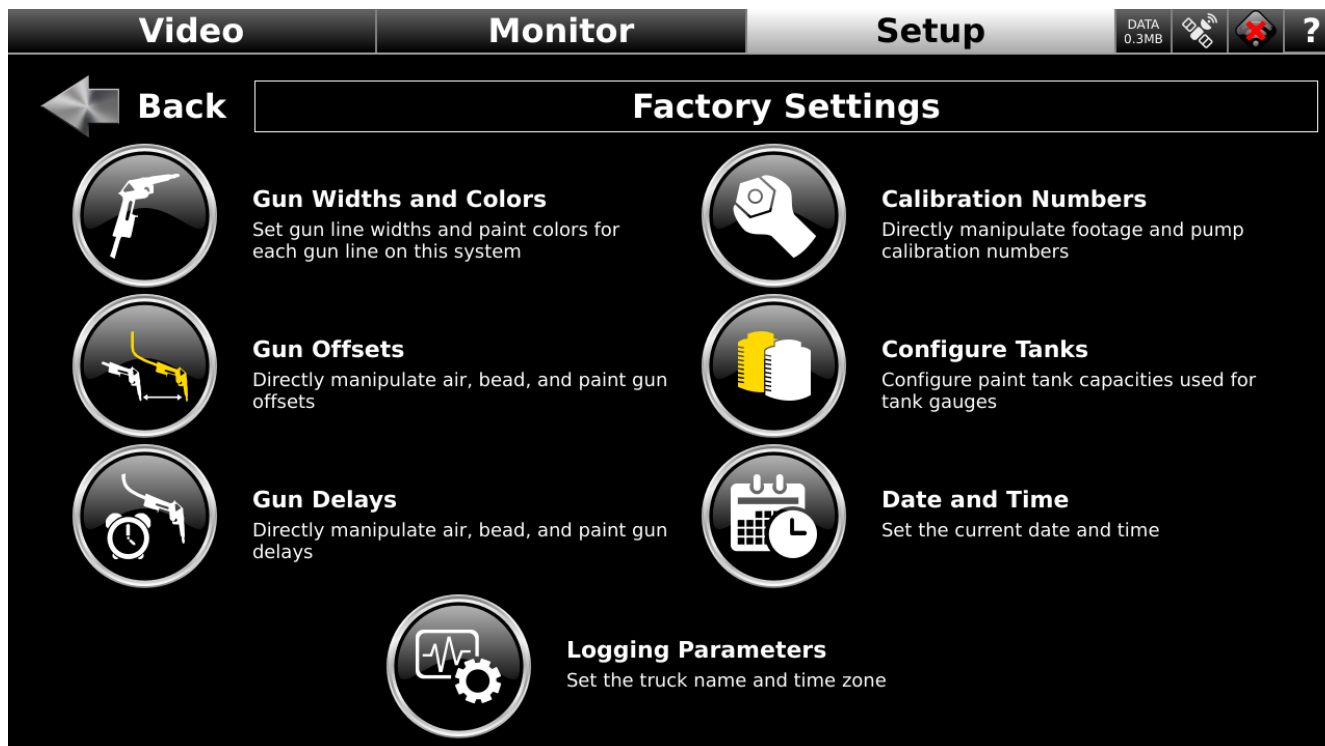 Video
Monitor
Setup
DATA
0.3MB
?
Back
Factory Settings
Gun Widths and Colors
Set gun line widths and paint colors for
each gun line on this system
Calibration Numbers
Directly manipulate footage and pump
calibration numbers
Gun Offsets
Directly manipulate air, bead, and paint gun
offsets
Configure Tanks
Configure paint tank capacities used for
tank gauges
Gun Delays
Directly manipulate air, bead, and paint gun
delays
Date and Time
Set the current date and time
Logging Parameters
Set the truck name and time zone